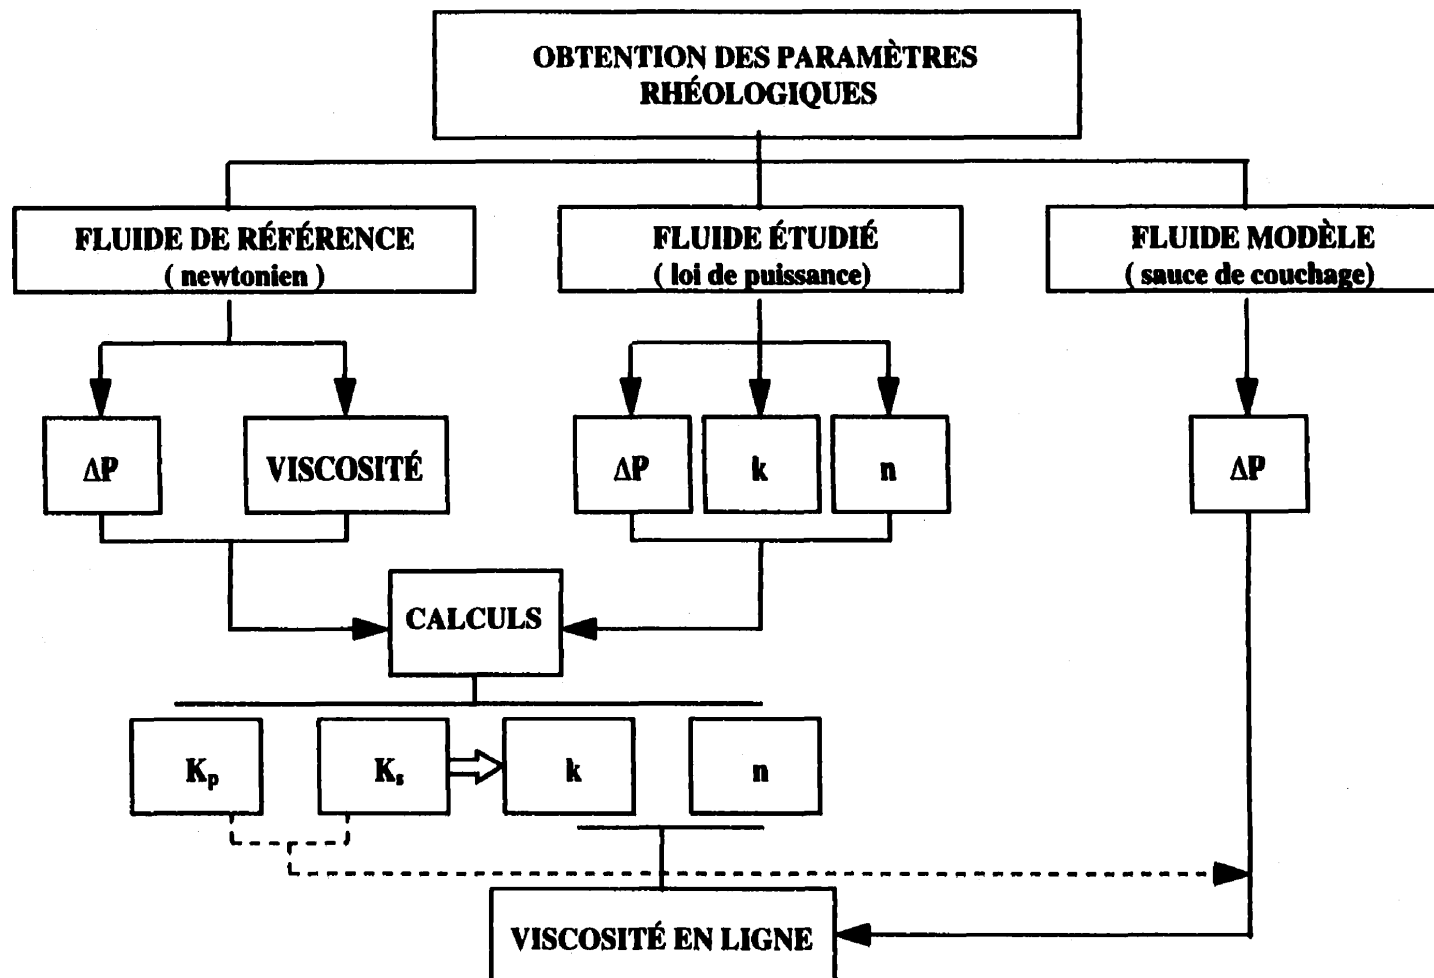 OBTENTION DES PARAMÈTRES
RHÉOLOGIQUES
FLUIDE DE RÉFÉRENCE
( newtonien )
FLUIDE ÉTUDIÉ
( loi de puissance)
FLUIDE MODÈLE
( sauce de couchage)
ΔP
VISCOSITÉ
ΔP
k
n
ΔP
CALCULS
Kp
Ks
k
n
VISCOSITÉ EN LIGNE